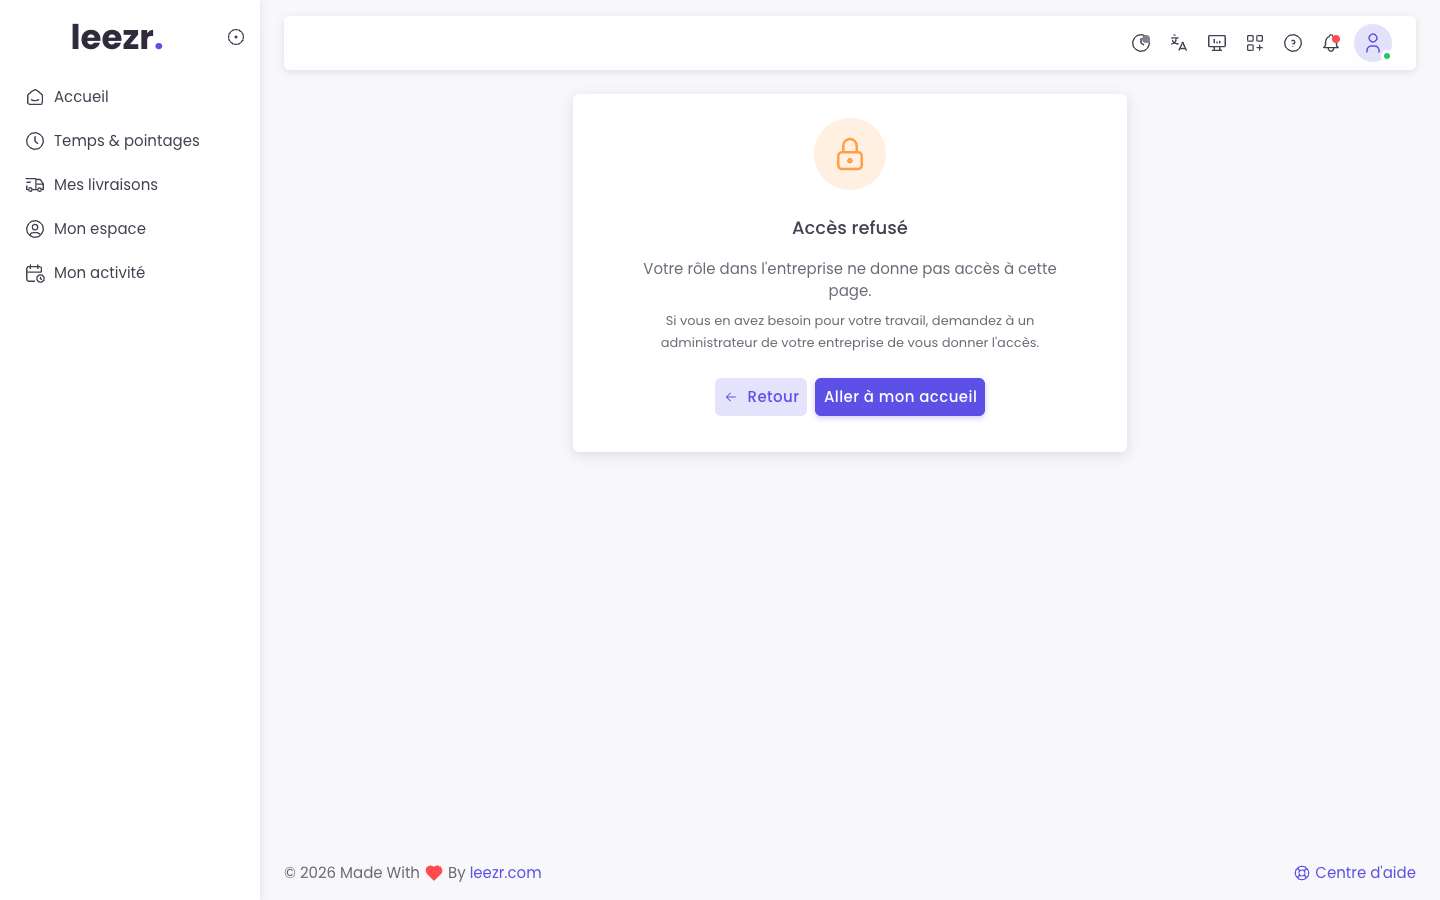 leezr.
Accueil
Temps & pointages
Mes livraisons
Mon espace
Mon activité
Accès refusé
Votre rôle dans l'entreprise ne donne pas accès à cette
page.
Si vous en avez besoin pour votre travail, demandez à un
administrateur de votre entreprise de vous donner l'accès.
Retour
Aller à mon accueil
© 2026 Made With By leezr.com
Centre d'aide